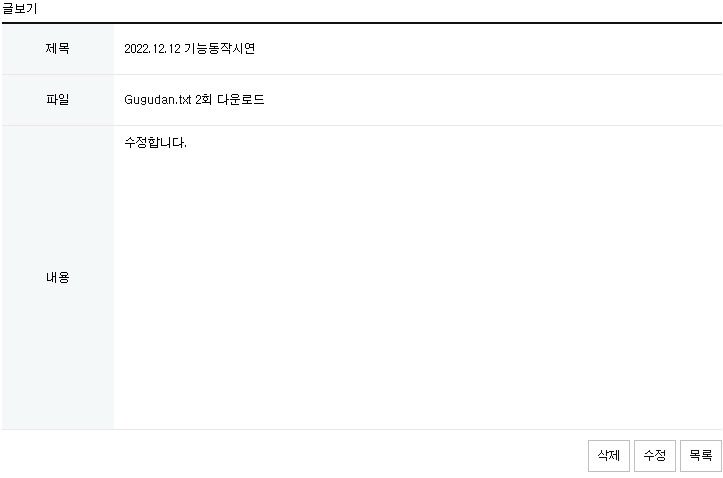 글보기
제목 2022.12.12 기능동작시연
파일 Gugudan.txt 2회 다운로드
수정합니다.
내용
삭제 수정 목록